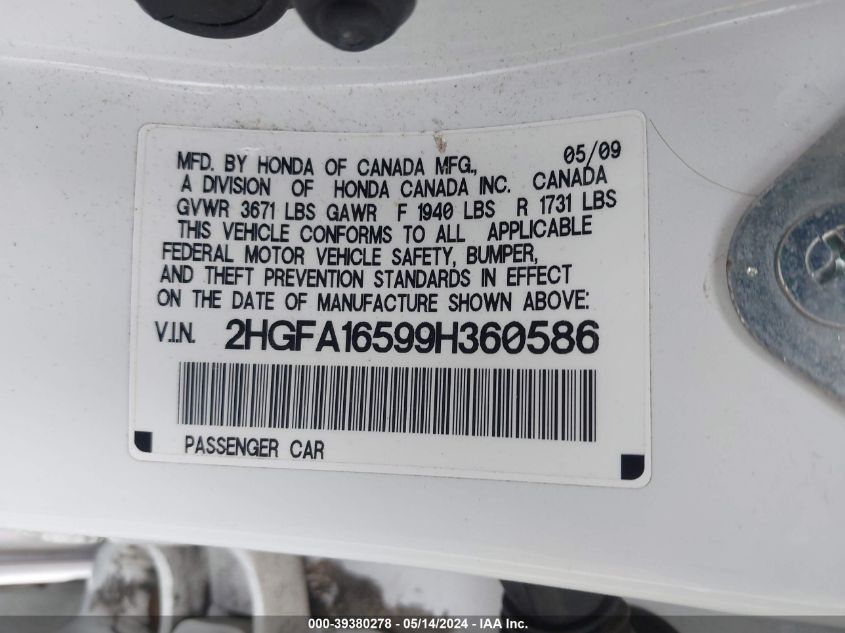 MFD. BY HONDA OF CANADA MFG., 05/09
A DIVISION OF HONDA CANADA INC. CANADA
GVWR 3671 LBS GAWR F 1940 LBS R 1731 LBS
THIS VEHICLE CONFORMS TO ALL APPLICABLE
FEDERAL MOTOR VEHICLE SAFETY, BUMPER,
AND THEFT PREVENTION STANDARDS IN EFFECT
ON THE DATE OF MANUFACTURE SHOWN ABOVE:
V.I.N. 2HGFA16599H360586
PASSENGER CAR
000-39380278 - 05/14/2024 - IAA Inc.